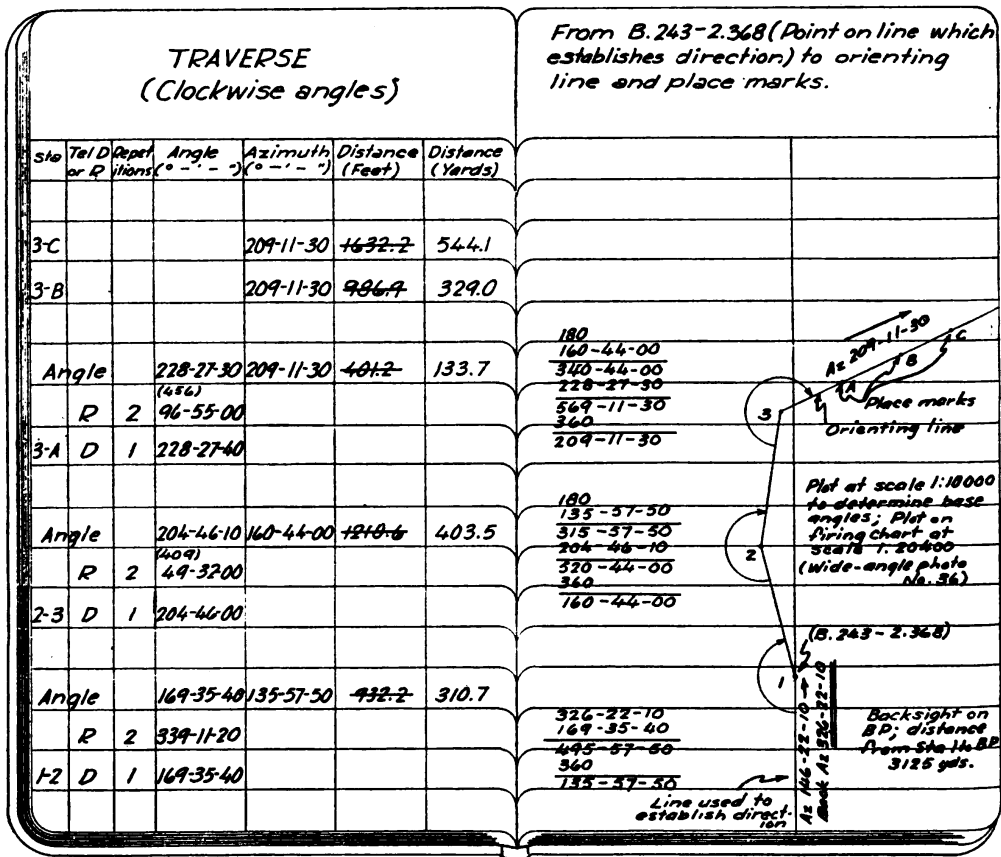 TRAVERSE
(Clockwise angles)
Sta Tel D or R Repetitions Angle (° - ' - ") Azimuth (° - ' - ") Distance (Feet) Distance (Yards)
3-C 209-11-30 1632.2 544.1
3-B 209-11-30 986.9 329.0
Angle 228-27-30 209-11-30 401.2 133.7
(456)
R 2 96-55-00
3-A D 1 228-27-40
Angle 204-46-10 160-44-00 1210.6 403.5
(409)
R 2 49-32-00
2-3 D 1 204-46-00
Angle 169-35-40 135-57-50 932.2 310.7
R 2 339-11-20
1-2 D 1 169-35-40
From B.243-2.368 (Point on line which
establishes direction) to orienting
line and place marks.
180
160-44-00
340-44-00
228-27-30
569-11-30
360
209-11-30
Az 209-11-30
A
B
C
Place marks
Orienting line
3
180
135-57-50
315-57-50
204-46-10
520-44-00
360
160-44-00
2
Plot at scale 1:10000
to determine base
angles; Plot on
firing chart at
scale 1:20400
(Wide-angle photo
No. 36)
(B.243-2.368)
1
326-22-10
169-35-40
495-57-50
360
135-57-50
Az 146-22-10
Back Az 326-22-10
Backsight on
BP; distance
from Sta 1 to BP
3125 yds.
Line used to
establish direct-
ion